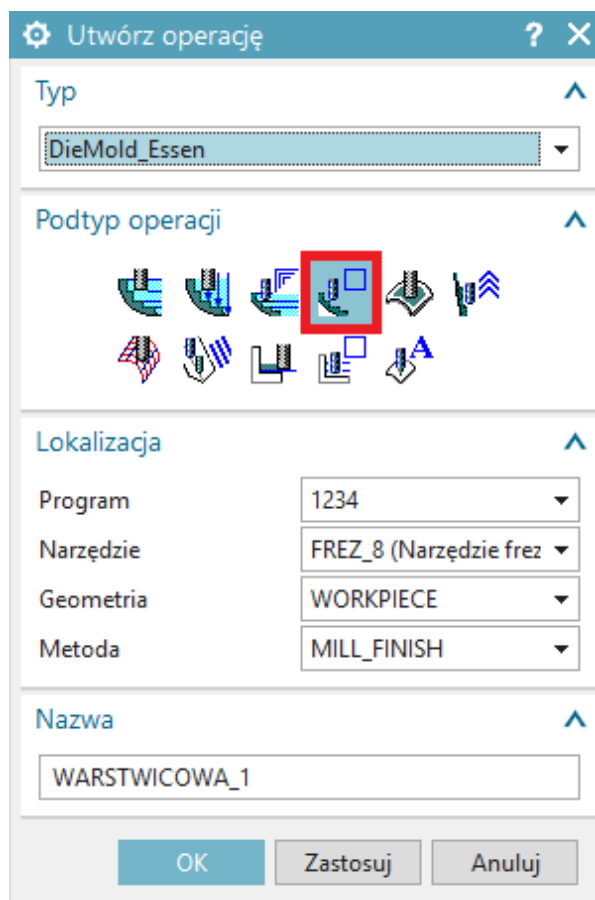 Utwórz operację ? ×
Typ
DieMold_Essen
Podtyp operacji
A
Lokalizacja
Program 1234
Narzędzie FREZ_8 (Narzędzie frez
Geometria WORKPIECE
Metoda MILL_FINISH
Nazwa
WARSTWICOWA_1
OK Zastosuj Anuluj